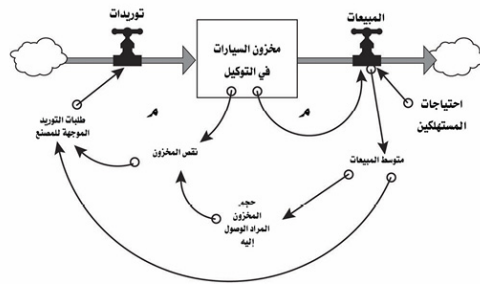 توريدات
المبيعات
مخزون السيارات
في التوكيل
م
م
احتياجات
المستهلكين
طلبات التوريد
الموجهة للمصنع
نقص المخزون
متوسط المبيعات
حجم
المخزون
المراد الوصول
إليه